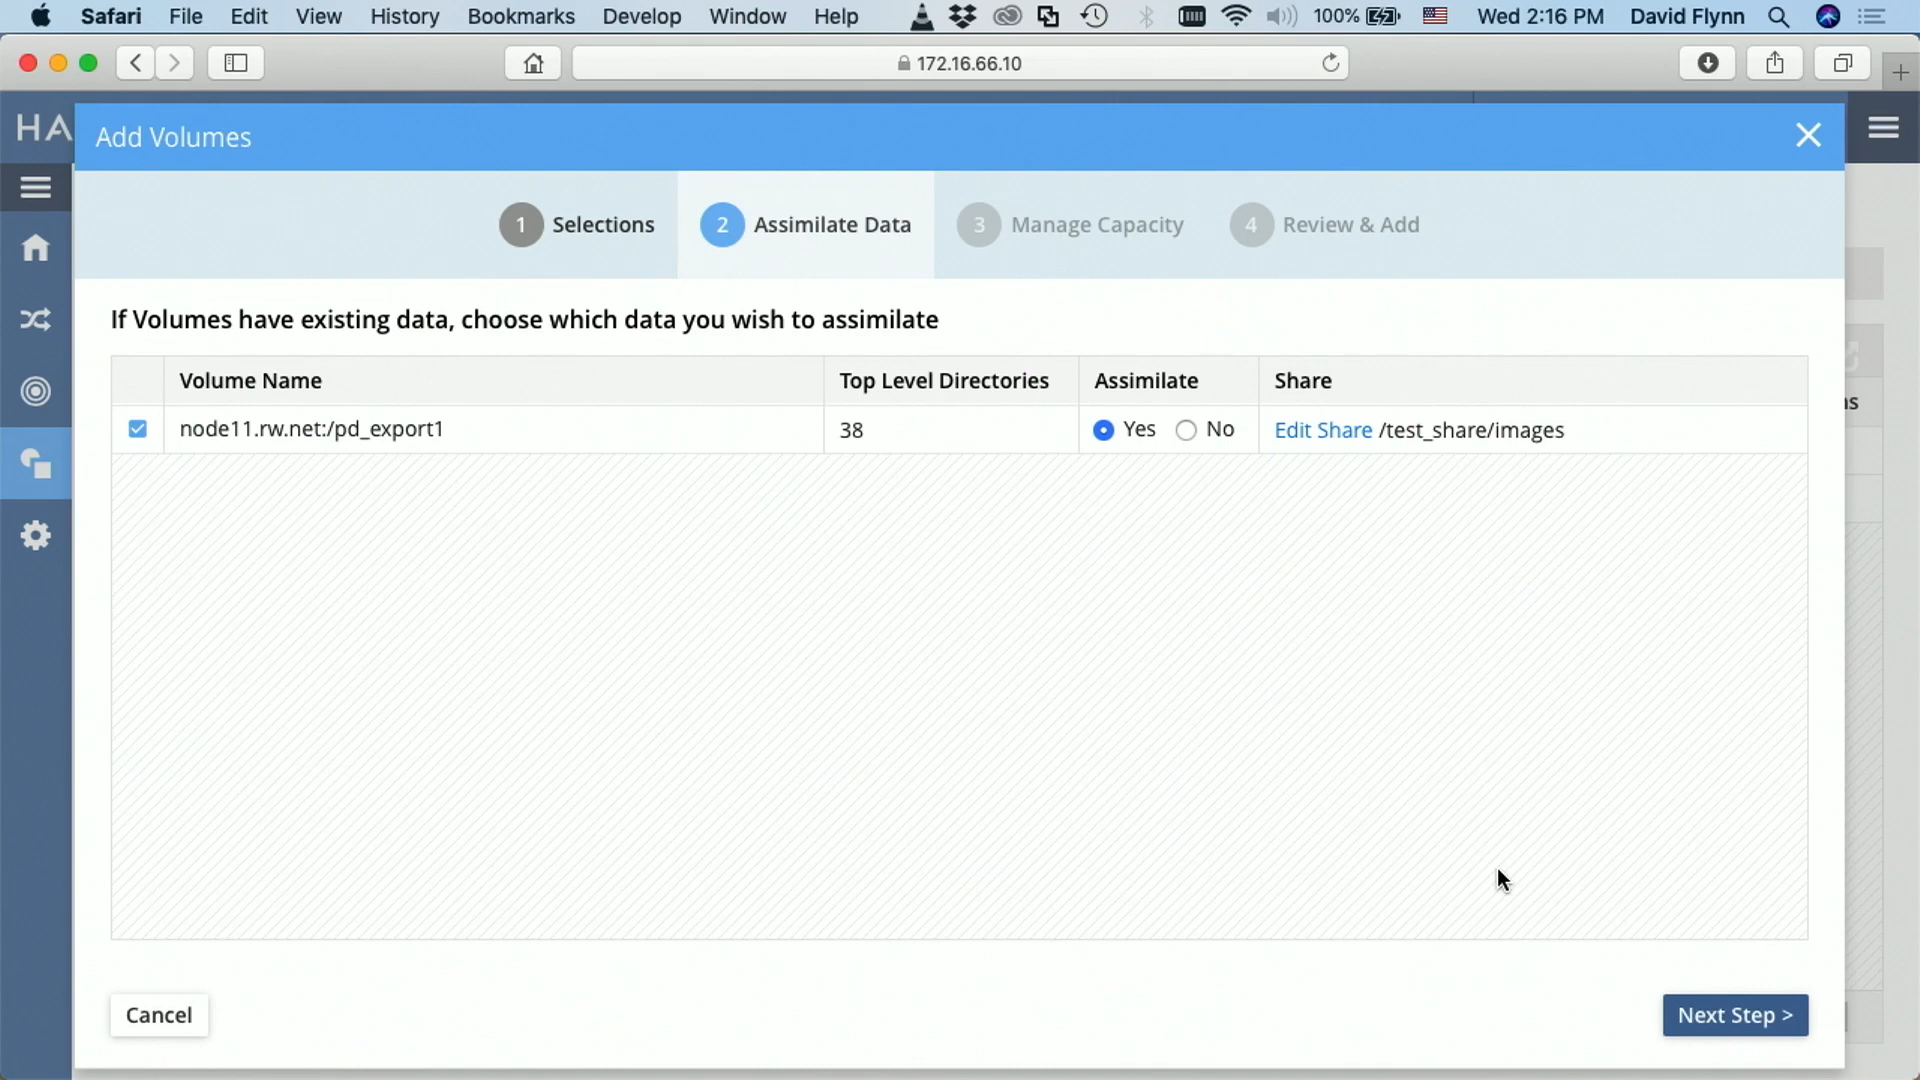 Safari File Edit View History Bookmarks Develop Window Help 100% Wed 2:16 PM David Flynn
172.16.66.10
HA
Add Volumes
1 Selections 2 Assimilate Data 3 Manage Capacity 4 Review & Add
If Volumes have existing data, choose which data you wish to assimilate
Volume Name Top Level Directories Assimilate Share
node11.rw.net:/pd_export1 38 Yes No Edit Share /test_share/images
Cancel Next Step >